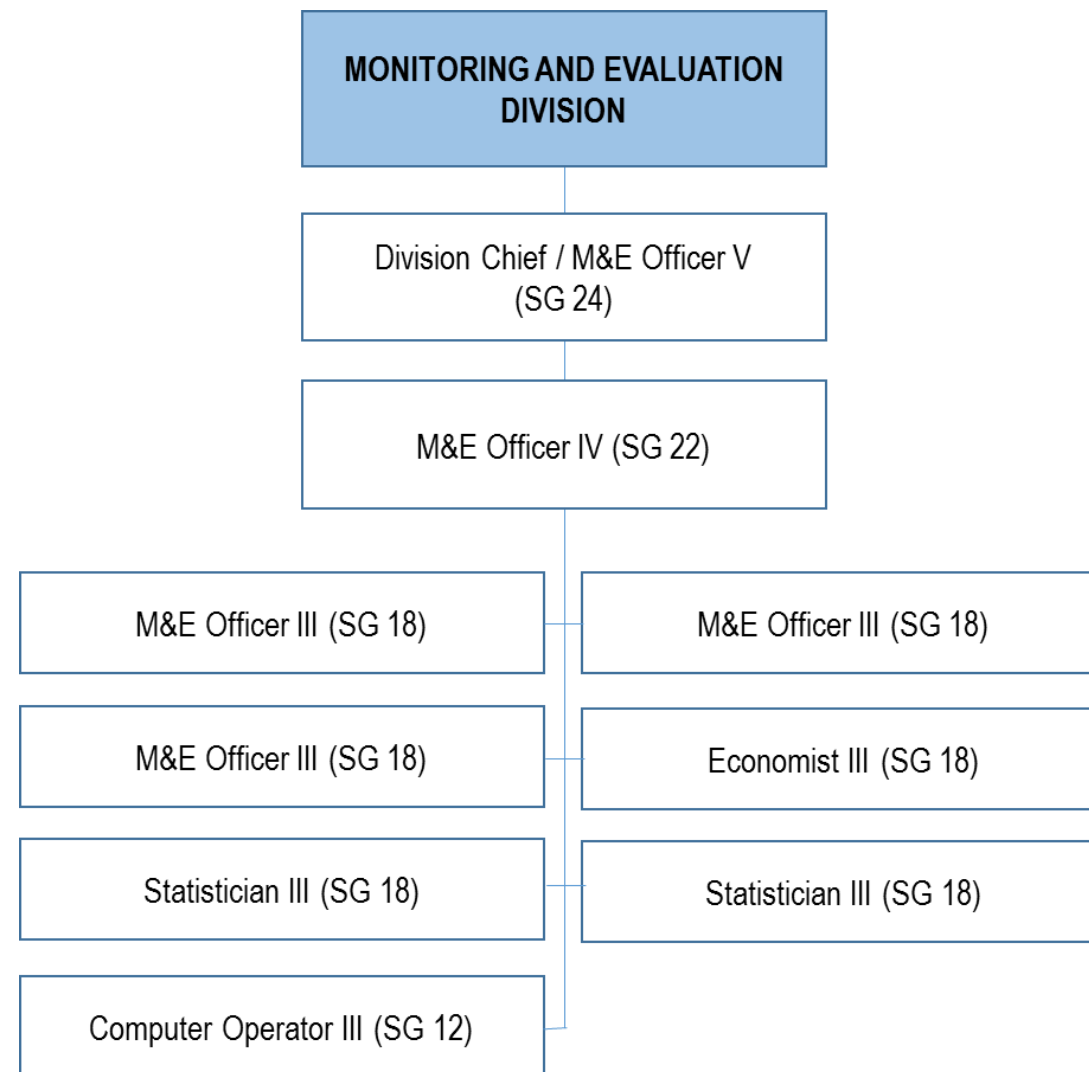 MONITORING AND EVALUATION
DIVISION
Division Chief / M&E Officer V
(SG 24)
M&E Officer IV (SG 22)
M&E Officer III (SG 18)
M&E Officer III (SG 18)
M&E Officer III (SG 18)
Economist III (SG 18)
Statistician III (SG 18)
Statistician III (SG 18)
Computer Operator III (SG 12)